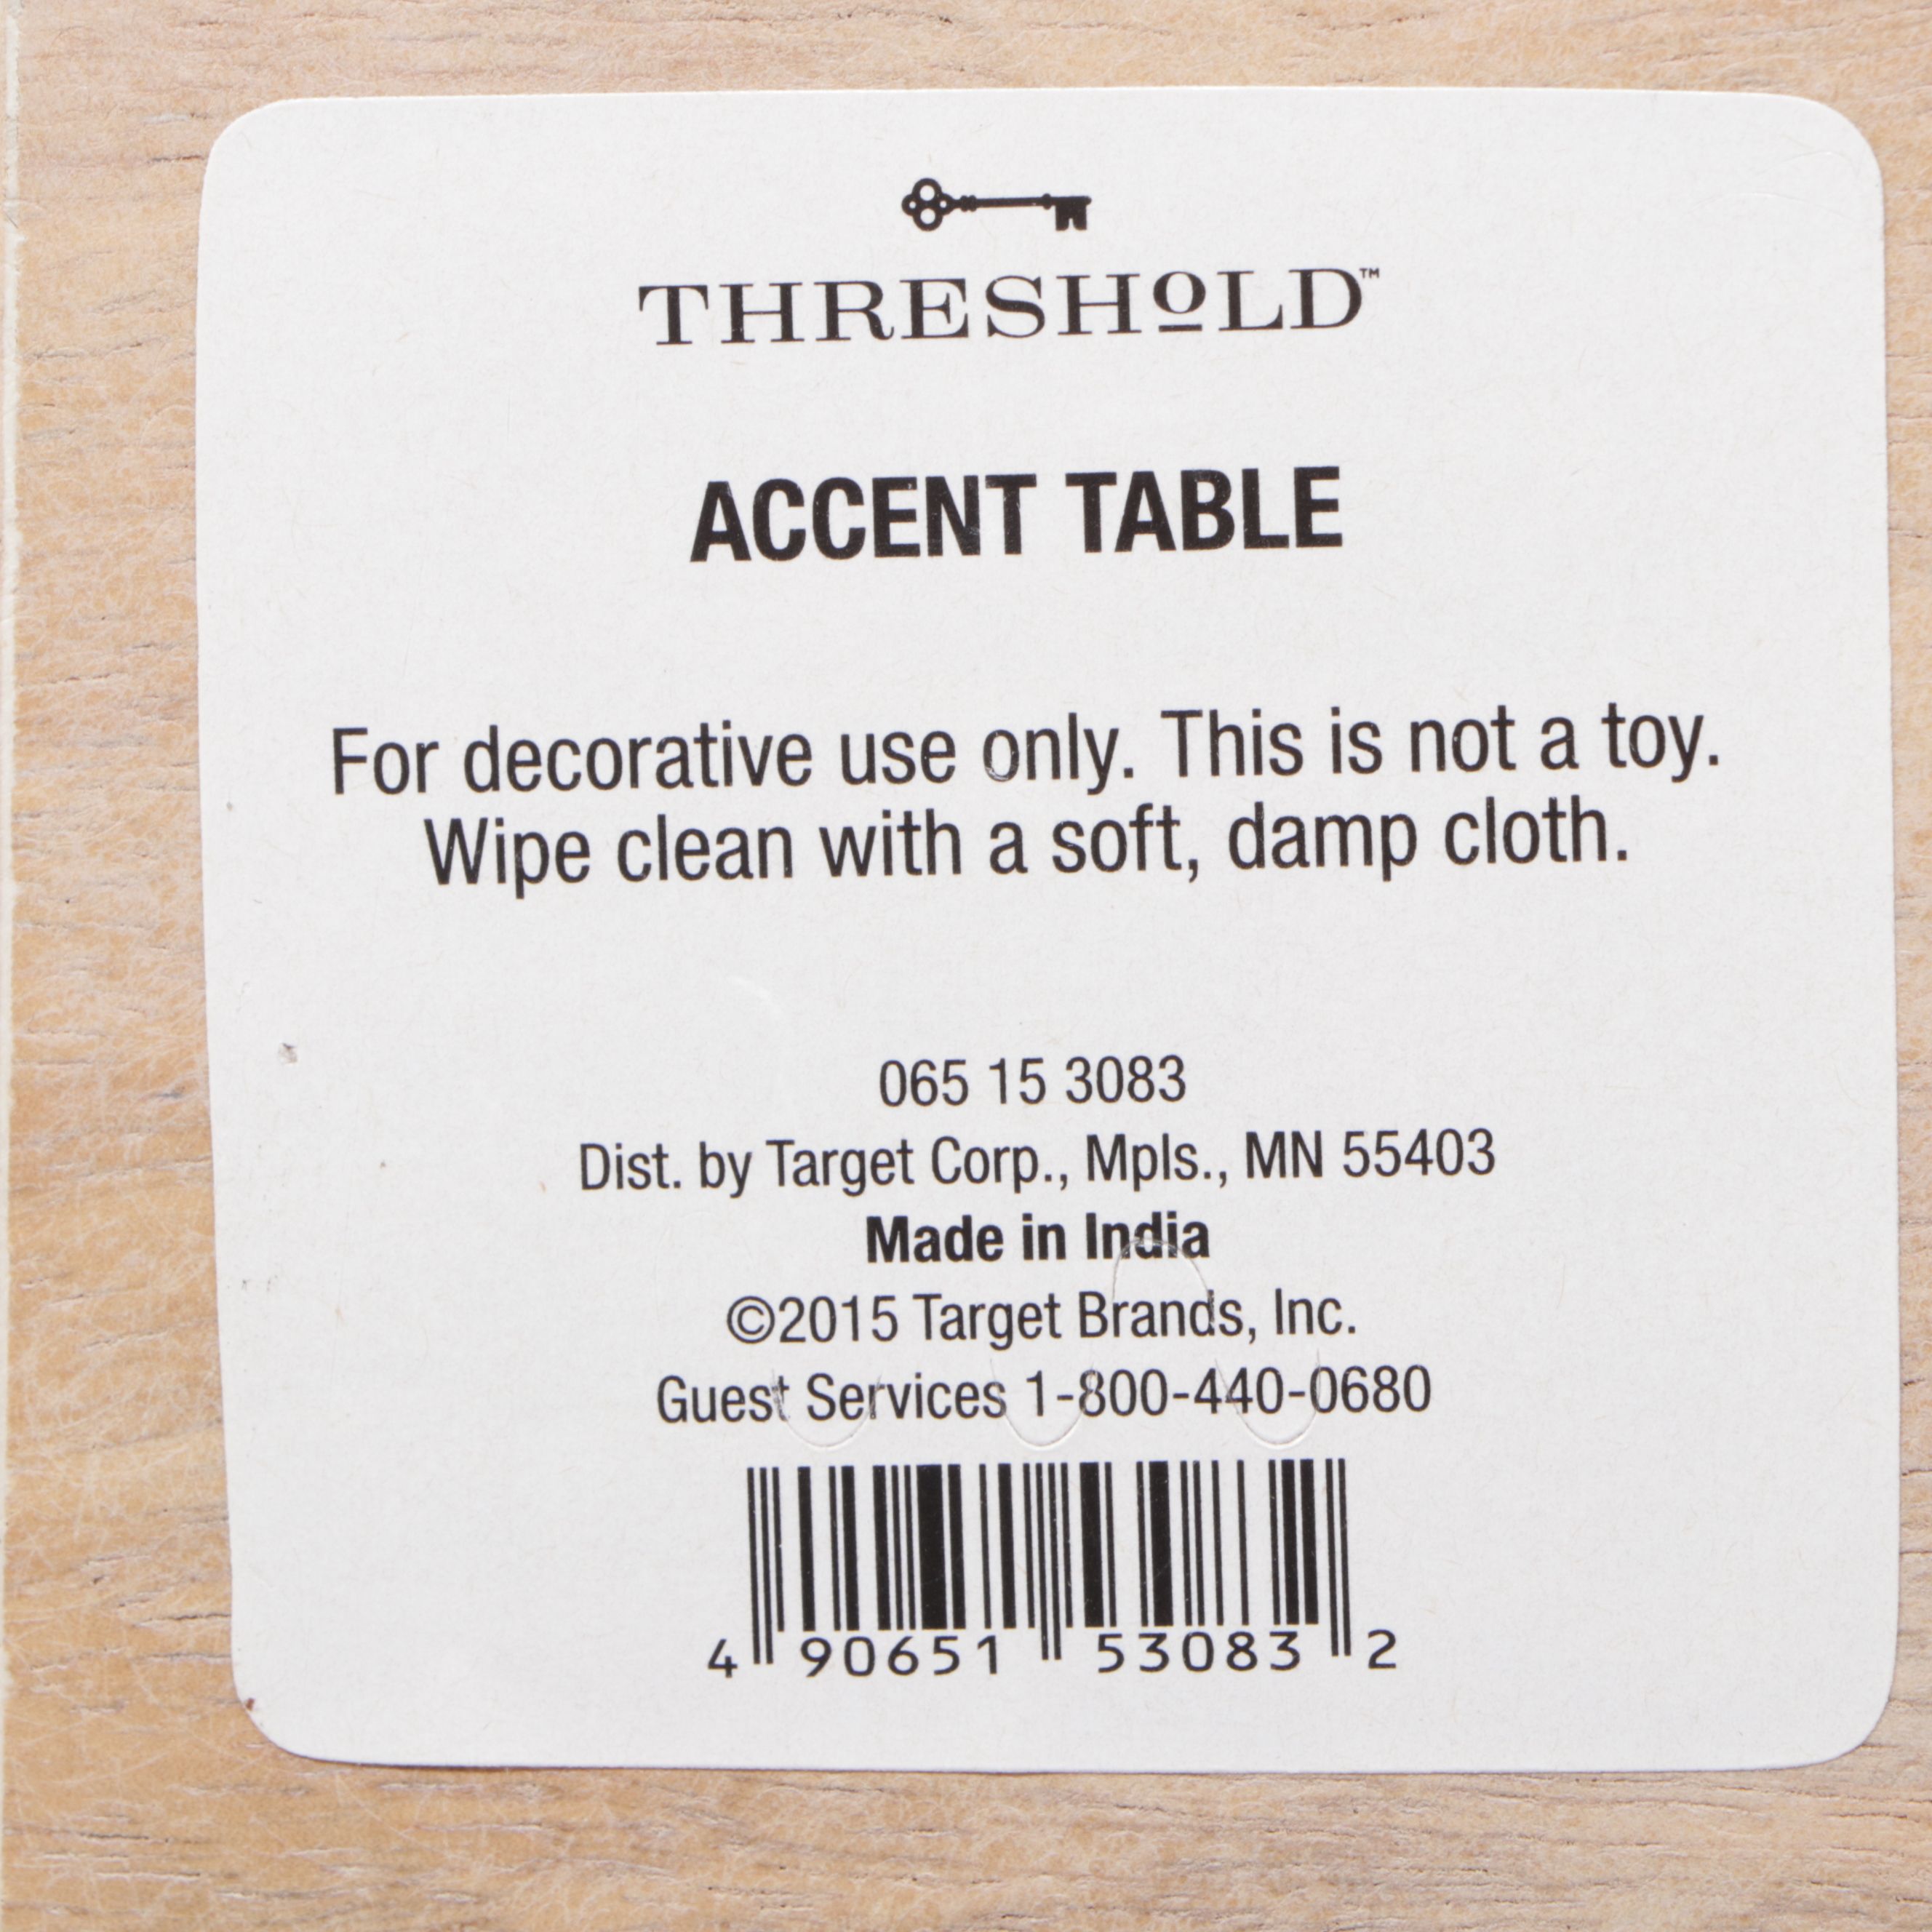 THRESHOLD™
ACCENT TABLE
For decorative use only. This is not a toy.
Wipe clean with a soft, damp cloth.
065 15 3083
Dist. by Target Corp., Mpls., MN 55403
Made in India
©2015 Target Brands, Inc.
Guest Services 1-800-440-0680
4 90651 53083 2